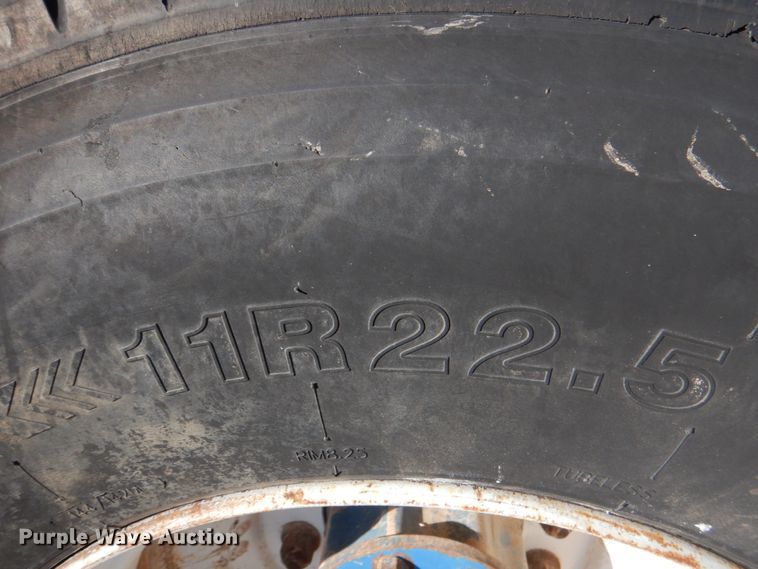 11R22.5
RIM8.25
TUBELESS
Purple Wave Auction